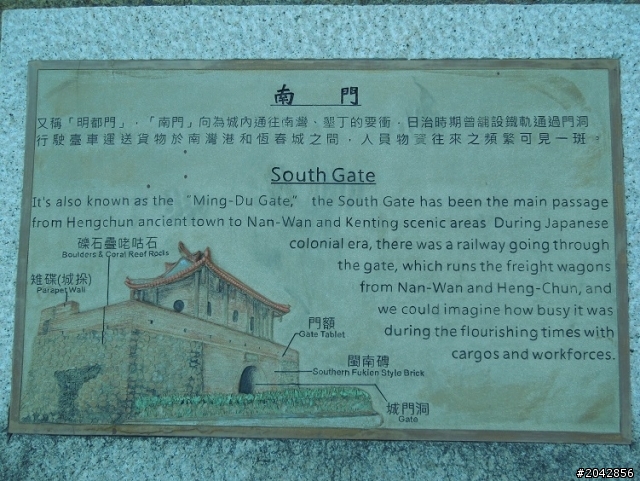 南 門
又稱「明都門」,「南門」向為城內通往南灣、墾丁的要衝,日治時期曾鋪設鐵軌通過門洞
行駛臺車運送貨物於南灣港和恆春城之間,人員物資往來之頻繁可見一斑。
South Gate
It's also known as the "Ming-Du Gate," the South Gate has been the main passage
from Hengchun ancient town to Nan-Wan and Kenting scenic areas During Japanese
colonial era, there was a railway going through
the gate, which runs the freight wagons
from Nan-Wan and Heng-Chun, and
we could imagine how busy it was
during the flourishing times with
cargos and workforces.
礫石疊咾咕石
Boulders & Coral Reef Rocks
雉碟(城垛)
Parapet Wall
門額
Gate Tablet
閩南磚
Southern Fukien Style Brick
城門洞
Gate
#2042856